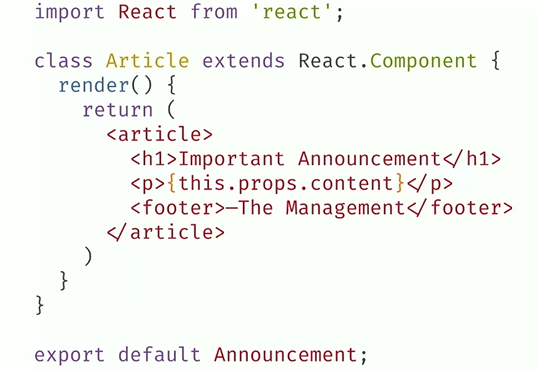 import React from 'react';
class Article extends React.Component {
render() {
return (
<article>
<h1>Important Announcement</h1>
<p>{this.props.content}</p>
<footer>—The Management</footer>
</article>
)
}
}
export default Announcement;